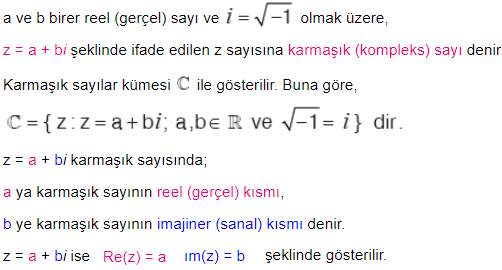 a ve b birer reel (gerçel) sayı ve i = √−1 olmak üzere,
z = a + bi şeklinde ifade edilen z sayısına karmaşık (kompleks) sayı denir
Karmaşık sayılar kümesi ℂ ile gösterilir. Buna göre,
ℂ = { z : z = a + bi ; a,b ∈ ℝ ve √−1 = i } dir.
z = a + bi karmaşık sayısında;
a ya karmaşık sayının reel (gerçel) kısmı,
b ye karmaşık sayının imajiner (sanal) kısmı denir.
z = a + bi ise Re(z) = a ım(z) = b şeklinde gösterilir.